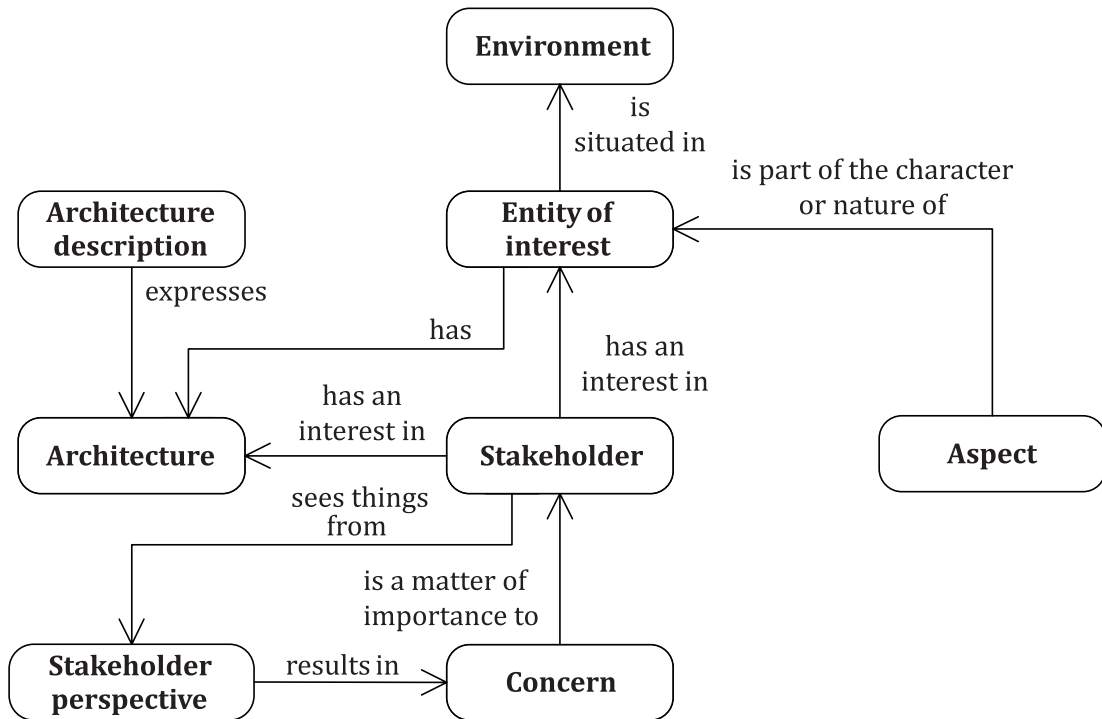 Environment
is
situated in
is part of the character
or nature of
Architecture
description
Entity of
interest
expresses
has
has an
interest in
has an
interest in
Architecture
Stakeholder
Aspect
sees things
from
is a matter of
importance to
Stakeholder
perspective
results in
Concern